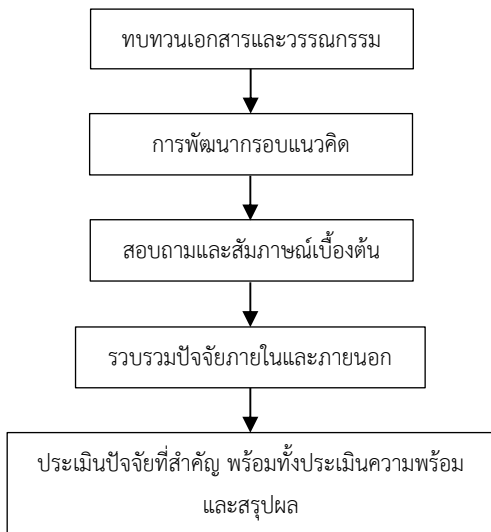 ทบทวนเอกสารและวรรณกรรม
การพัฒนากรอบแนวคิด
สอบถามและสัมภาษณ์เบื้องต้น
รวบรวมปัจจัยภายในและภายนอก
ประเมินปัจจัยที่สำคัญ พร้อมทั้งประเมินความพร้อม
และสรุปผล